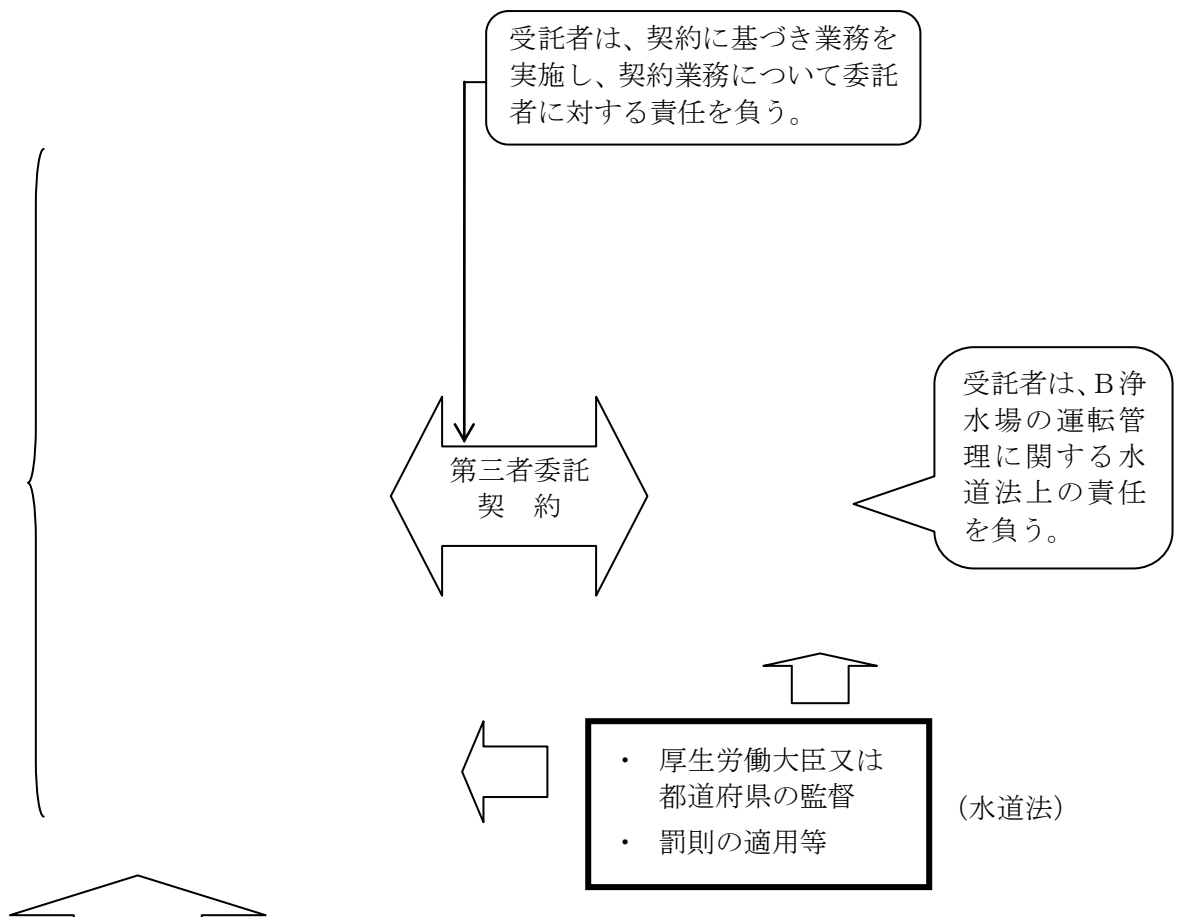 受託者は、契約に基づき業務を
実施し、契約業務について委託
者に対する責任を負う。
受託者は、B浄
水場の運転管
理に関する水
道法上の責任
を負う。
第三者委託
契　約
・　厚生労働大臣又は
都道府県の監督
・　罰則の適用等
（水道法）